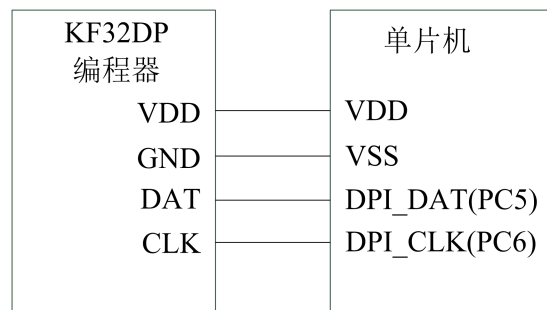 KF32DP
编程器
VDD
GND
DAT
CLK
单片机
VDD
VSS
DPI_DAT(PC5)
DPI_CLK(PC6)